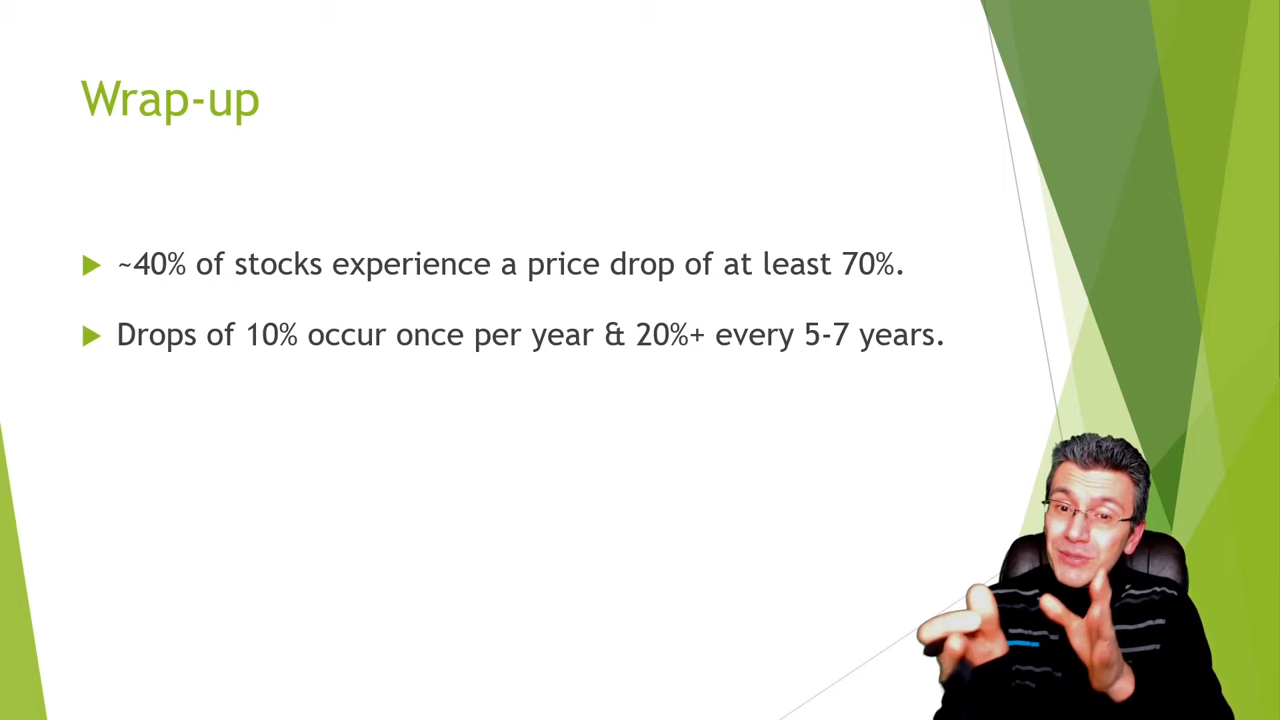 Wrap-up
~40% of stocks experience a price drop of at least 70%.
Drops of 10% occur once per year & 20%+ every 5-7 years.